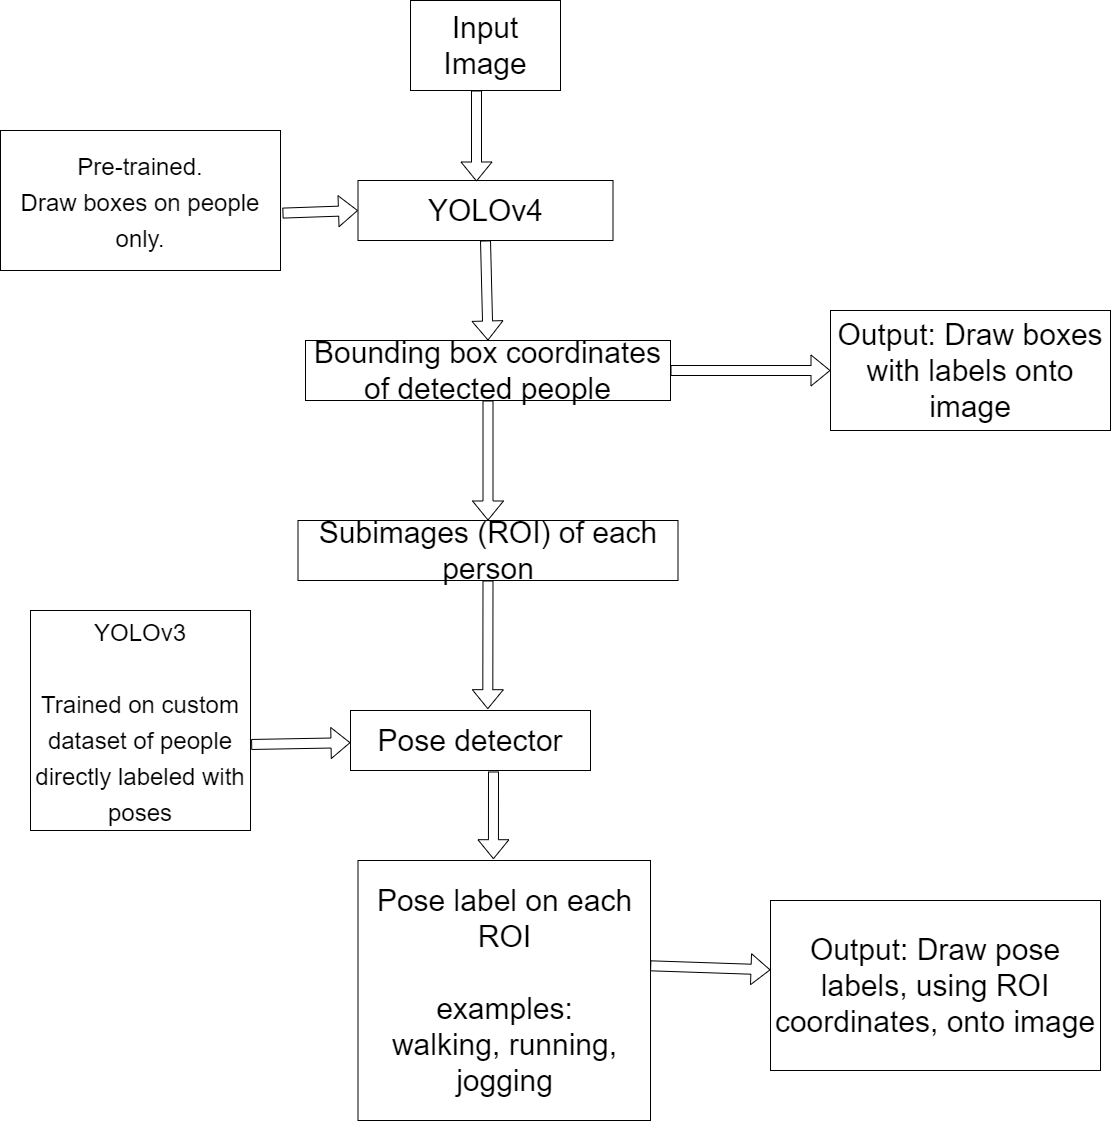 Input
Image
Pre-trained.
Draw boxes on people
only.
YOLOv4
Bounding box coordinates
of detected people
Output: Draw boxes
with labels onto
image
Subimages (ROI) of each
person
YOLOv3
Trained on custom
dataset of people
directly labeled with
poses
Pose detector
Pose label on each
ROI
examples:
walking, running,
jogging
Output: Draw pose
labels, using ROI
coordinates, onto image